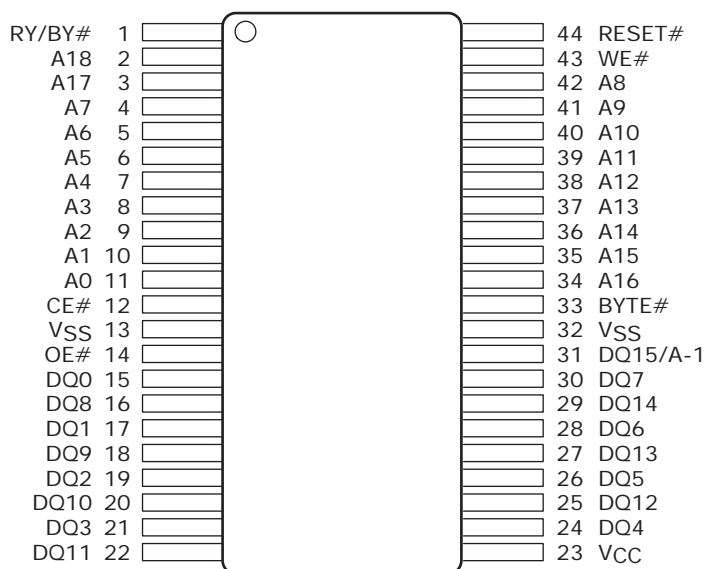 RY/BY# 1 44 RESET#
A18 2 43 WE#
A17 3 42 A8
A7 4 41 A9
A6 5 40 A10
A5 6 39 A11
A4 7 38 A12
A3 8 37 A13
A2 9 36 A14
A1 10 35 A15
A0 11 34 A16
CE# 12 33 BYTE#
VSS 13 32 VSS
OE# 14 31 DQ15/A-1
DQ0 15 30 DQ7
DQ8 16 29 DQ14
DQ1 17 28 DQ6
DQ9 18 27 DQ13
DQ2 19 26 DQ5
DQ10 20 25 DQ12
DQ3 21 24 DQ4
DQ11 22 23 VCC